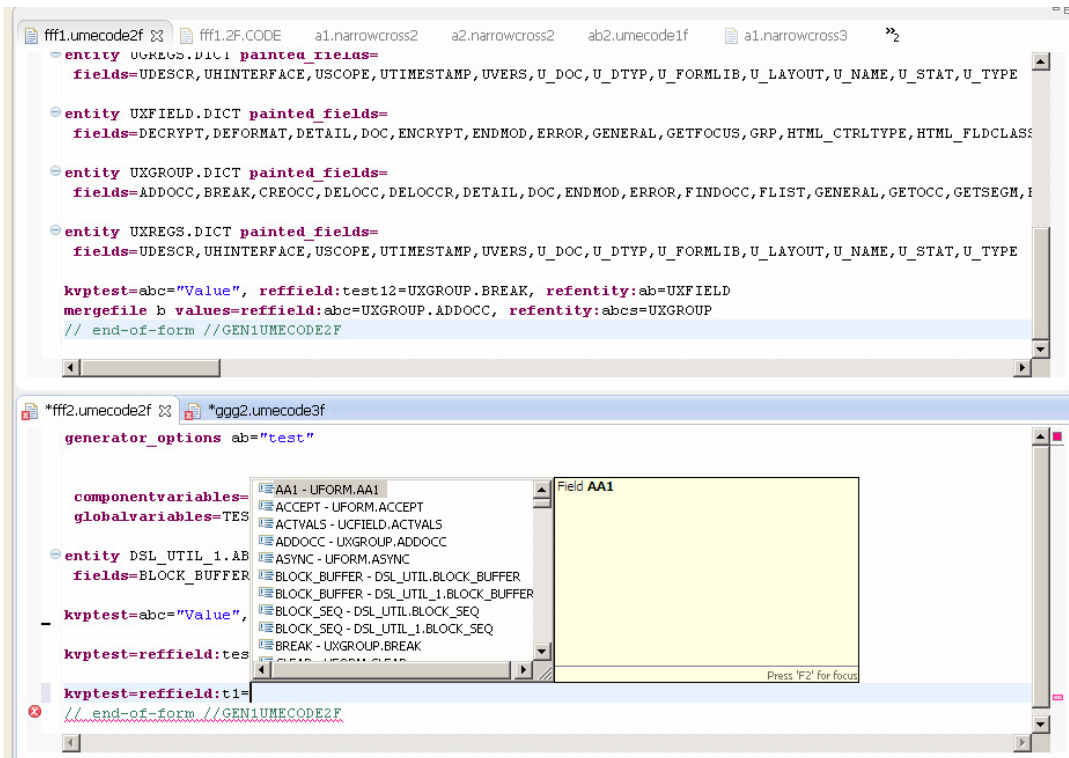 fff1.umecode2f fff1.2F.CODE a1.narrowcross2 a2.narrowcross2 ab2.umecode1f a1.narrowcross3 »2
entity UGREGS.DICT painted_fields=
fields=UDESCR,UHINTERFACE,USCOPE,UTIMESTAMP,UVERS,U_DOC,U_DTYP,U_FORMLIB,U_LAYOUT,U_NAME,U_STAT,U_TYPE
entity UXFIELD.DICT painted_fields=
fields=DECRYPT,DEFORMAT,DETAIL,DOC,ENCRYPT,ENDMOD,ERROR,GENERAL,GETFOCUS,GRP,HTML_CTRLTYPE,HTML_FLDCLASS
entity UXGROUP.DICT painted_fields=
fields=ADDOCC,BREAK,CREOCC,DELOCC,DELOCCR,DETAIL,DOC,ENDMOD,ERROR,FINDOCC,FLIST,GENERAL,GETOCC,GETSEGM,
entity UXREGS.DICT painted_fields=
fields=UDESCR,UHINTERFACE,USCOPE,UTIMESTAMP,UVERS,U_DOC,U_DTYP,U_FORMLIB,U_LAYOUT,U_NAME,U_STAT,U_TYPE
kvptest=abc="Value", reffield:test12=UXGROUP.BREAK, refentity:ab=UXFIELD
mergefile b values=reffield:abc=UXGROUP.ADDOCC, refentity:abcs=UXGROUP
// end-of-form //GEN1UMECODE2F
*fff2.umecode2f *ggg2.umecode3f
generator_options ab="test"
componentvariables=
globalvariables=TES
entity DSL_UTIL_1.AB
fields=BLOCK_BUFFER
kvptest=abc="Value",
kvptest=reffield:tes
kvptest=reffield:t1=
// end-of-form //GEN1UMECODE2F
AA1 - UFORM.AA1
ACCEPT - UFORM.ACCEPT
ACTVALS - UCFIELD.ACTVALS
ADDOCC - UXGROUP.ADDOCC
ASYNC - UFORM.ASYNC
BLOCK_BUFFER - DSL_UTIL.BLOCK_BUFFER
BLOCK_BUFFER - DSL_UTIL_1.BLOCK_BUFFER
BLOCK_SEQ - DSL_UTIL.BLOCK_SEQ
BLOCK_SEQ - DSL_UTIL_1.BLOCK_SEQ
BREAK - UXGROUP.BREAK
CLEAR - UFORM.CLEAR
Field AA1
Press 'F2' for focus